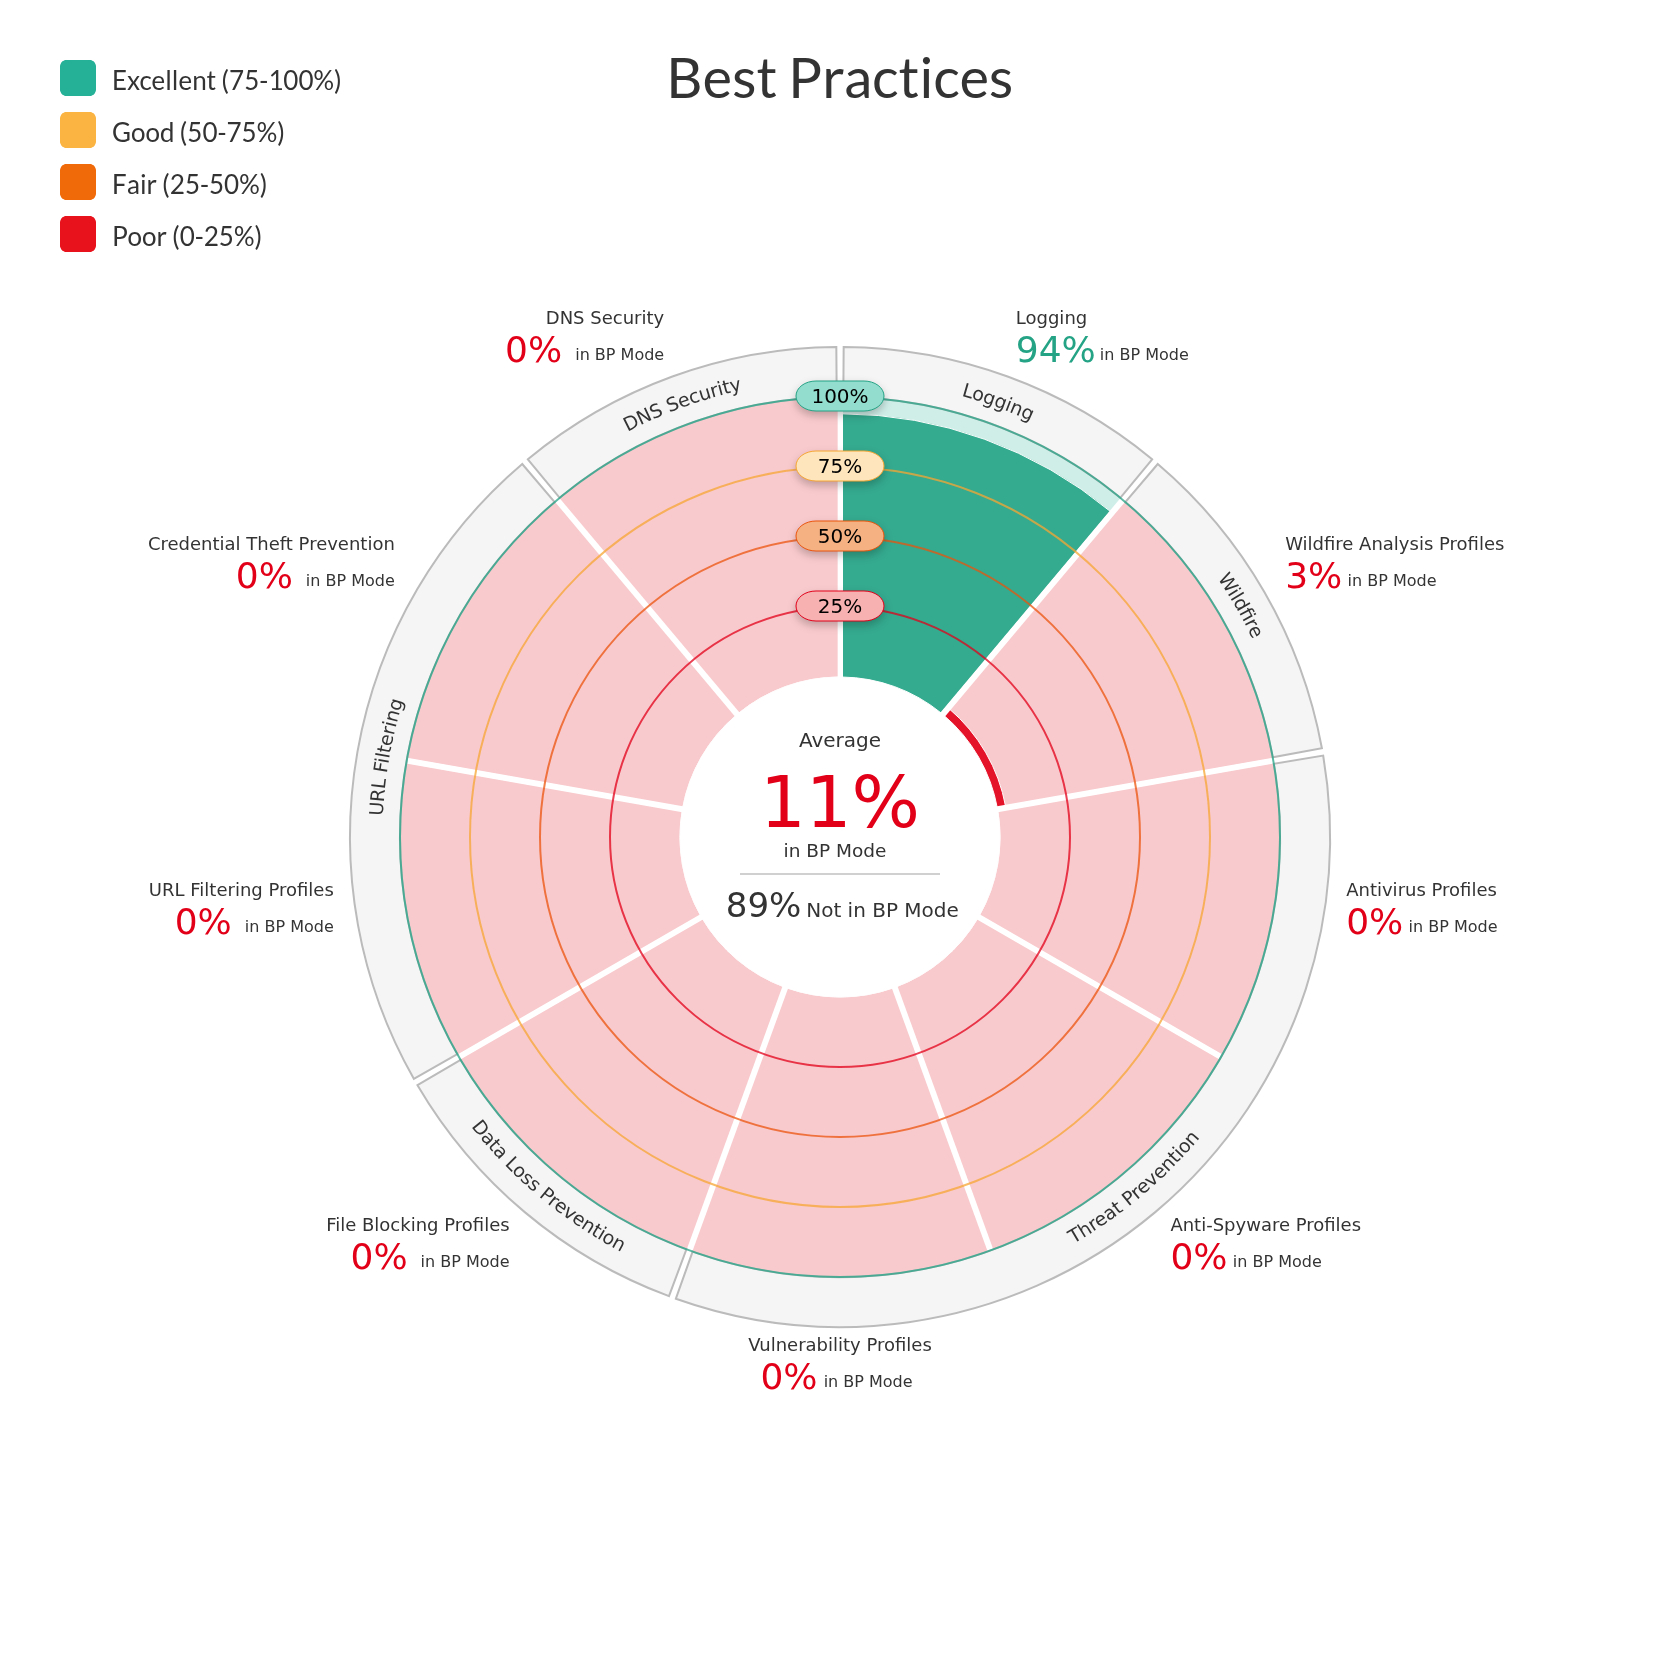 Best Practices
Excellent (75-100%)
Good (50-75%)
Fair (25-50%)
Poor (0-25%)
DNS Security
0% in BP Mode
Logging
94% in BP Mode
DNS Security
Logging
100%
75%
50%
25%
Credential Theft Prevention
0% in BP Mode
Wildfire Analysis Profiles
3% in BP Mode
Wildfire
URL Filtering
Average
11%
in BP Mode
89% Not in BP Mode
URL Filtering Profiles
0% in BP Mode
Antivirus Profiles
0% in BP Mode
Data Loss Prevention
Threat Prevention
File Blocking Profiles
0% in BP Mode
Anti-Spyware Profiles
0% in BP Mode
Vulnerability Profiles
0% in BP Mode